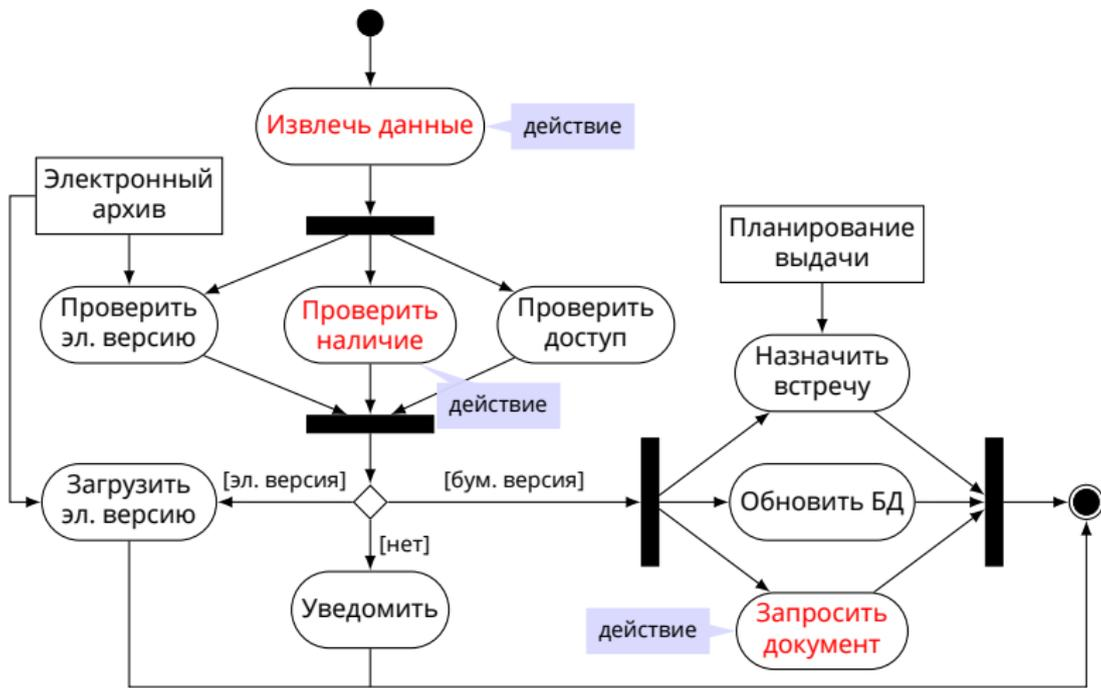 Извлечь данные
действие
Электронный
архив
Планирование
выдачи
Проверить
эл. версию
Проверить
наличие
Проверить
доступ
Назначить
встречу
действие
Загрузить
эл. версию
[эл. версия]
[бум. версия]
Обновить БД
[нет]
Уведомить
действие
Запросить
документ